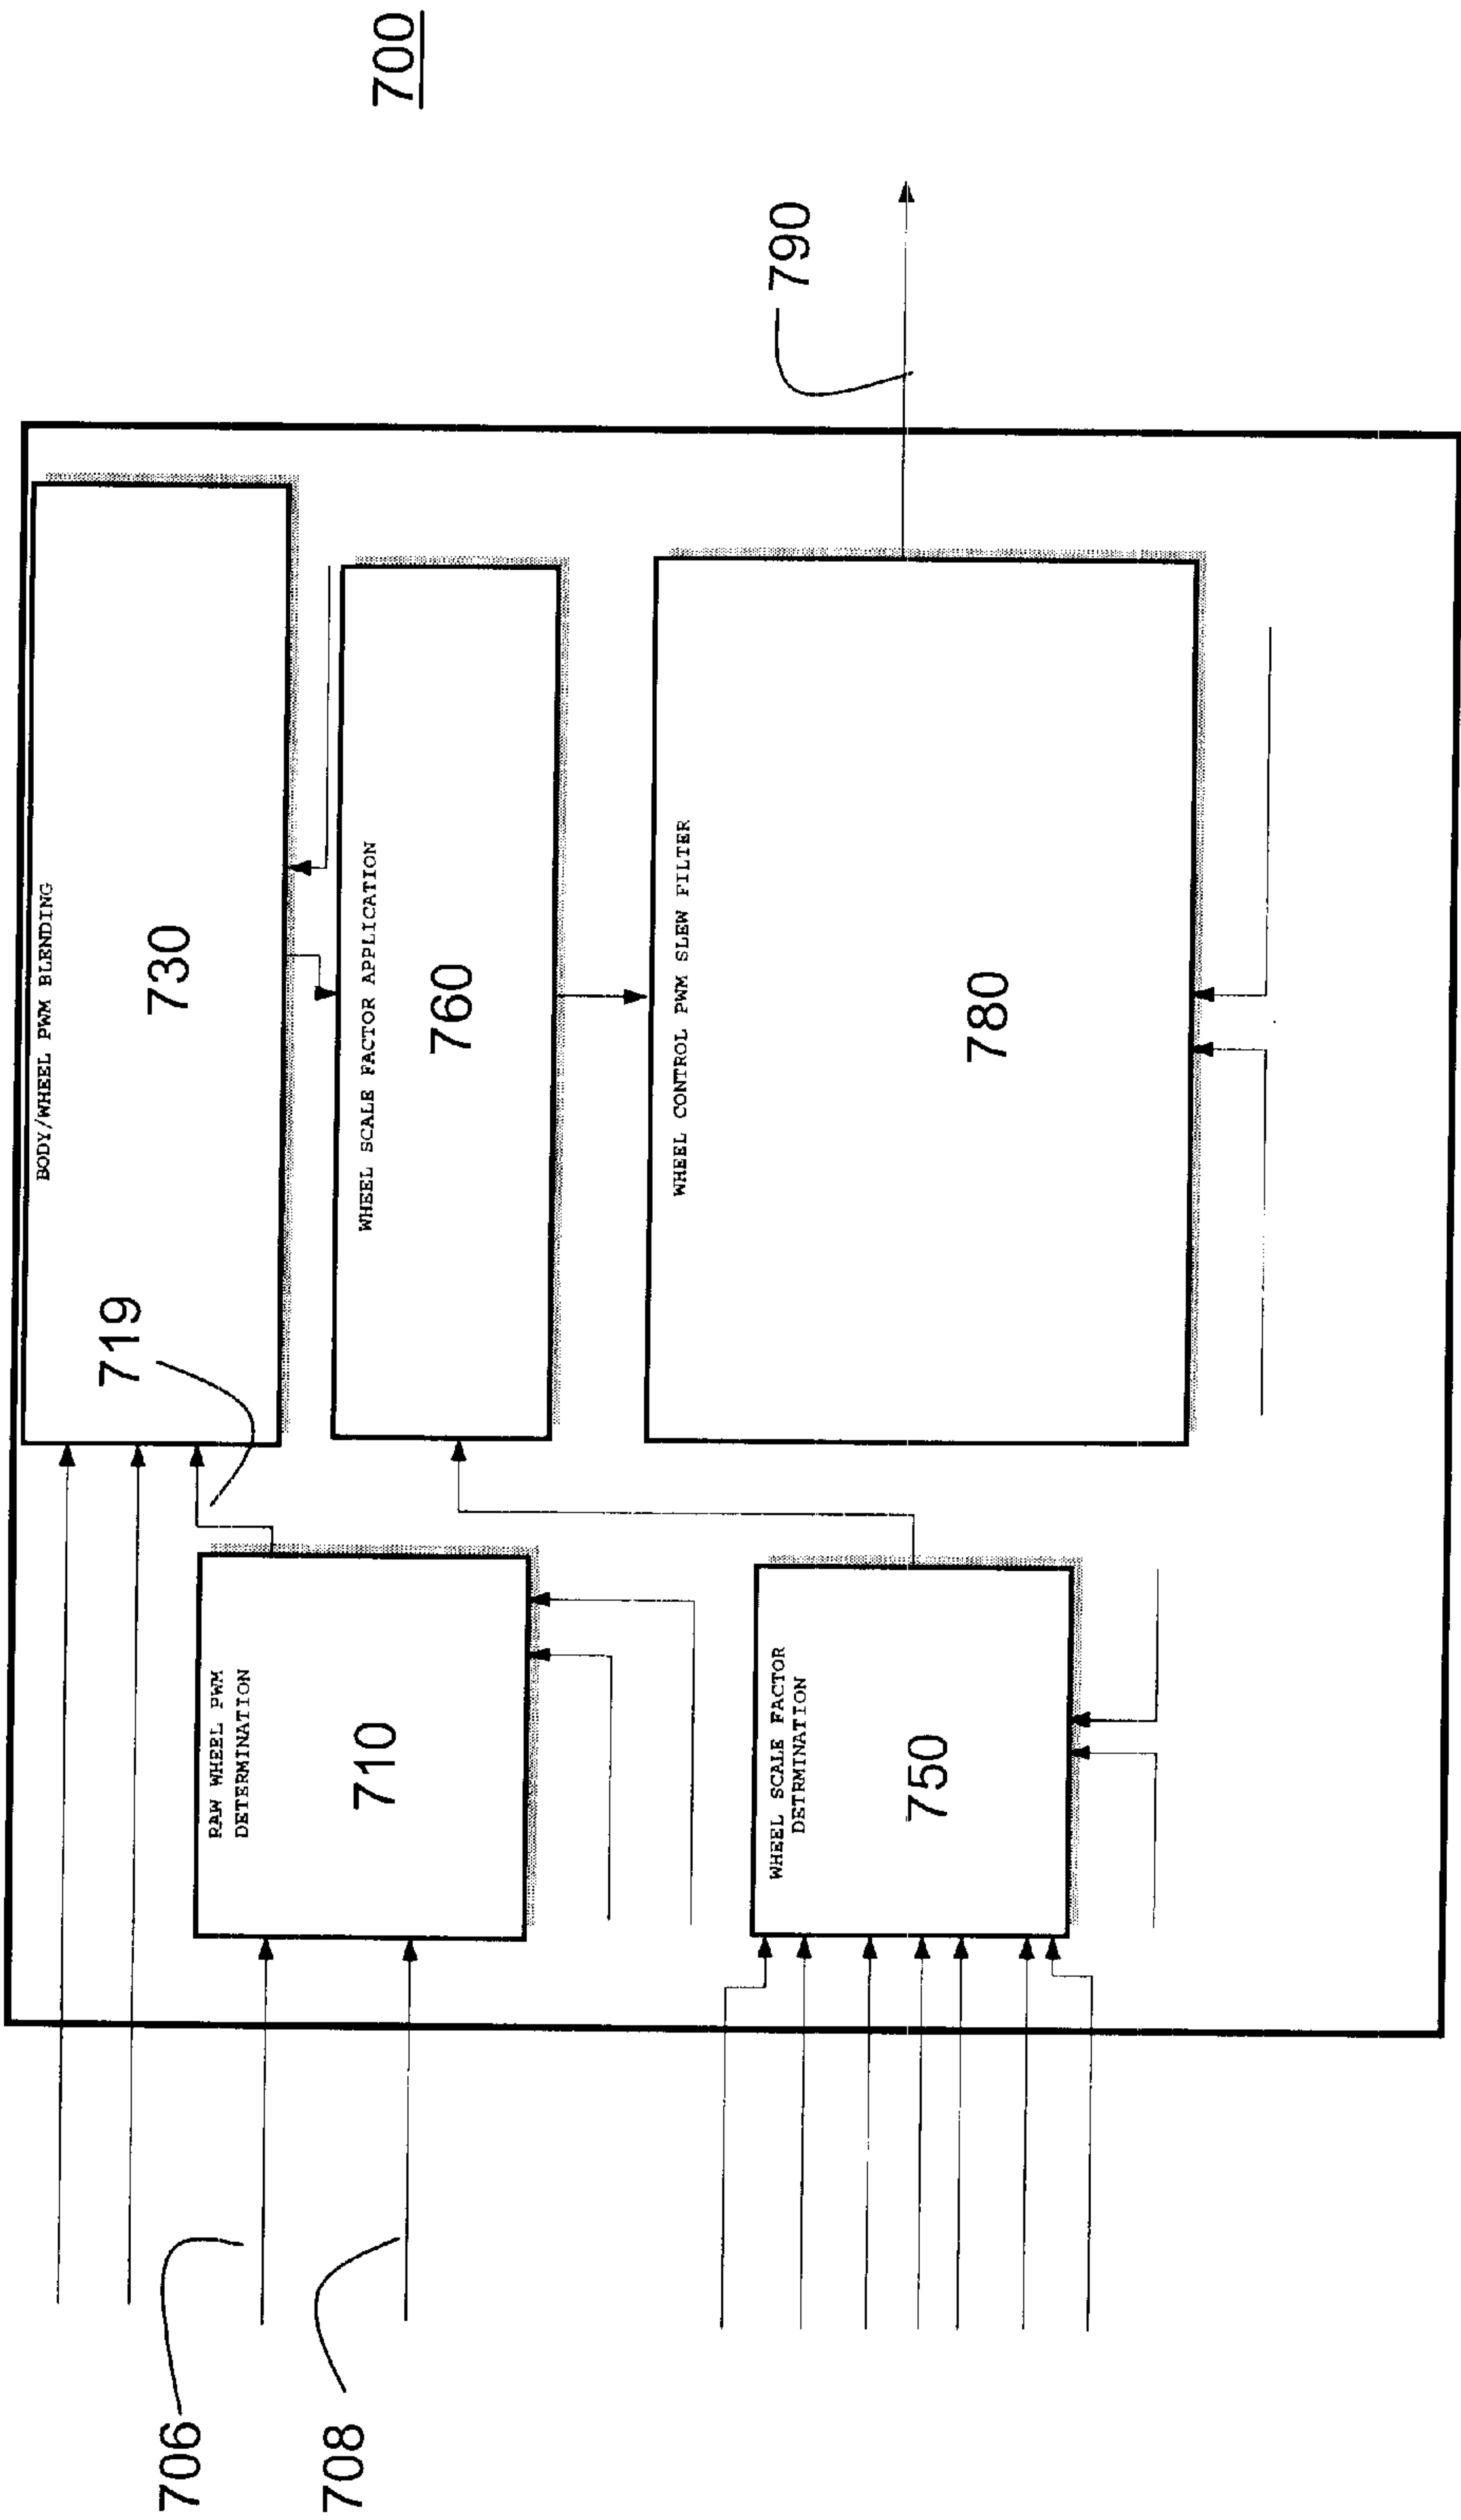 700
BODY/WHEEL PWM BLENDING
730
719
WHEEL SCALE FACTOR APPLICATION
760
WHEEL CONTROL PWM SLEW FILTER
780
790
RAW WHEEL PWM
DETERMINATION
710
WHEEL SCALE FACTOR
DETRMINATION
750
706
708